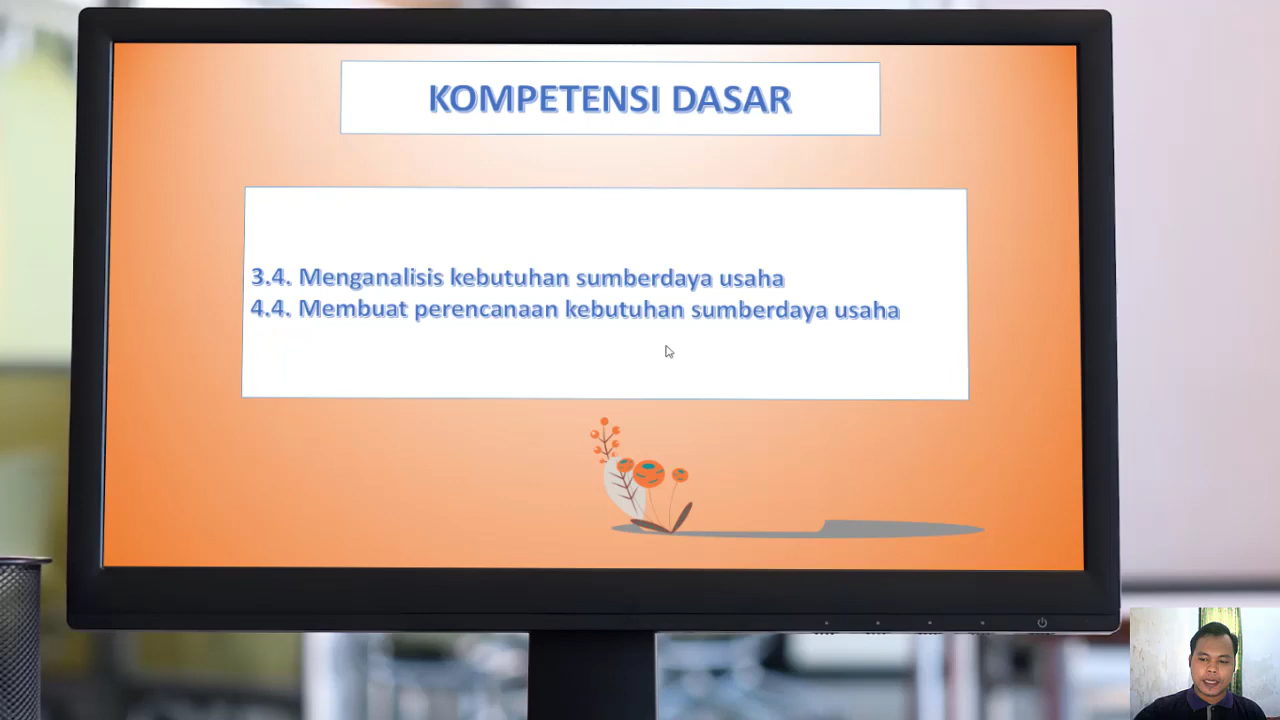 KOMPETENSI DASAR
3.4. Menganalisis kebutuhan sumberdaya usaha
4.4. Membuat perencanaan kebutuhan sumberdaya usaha